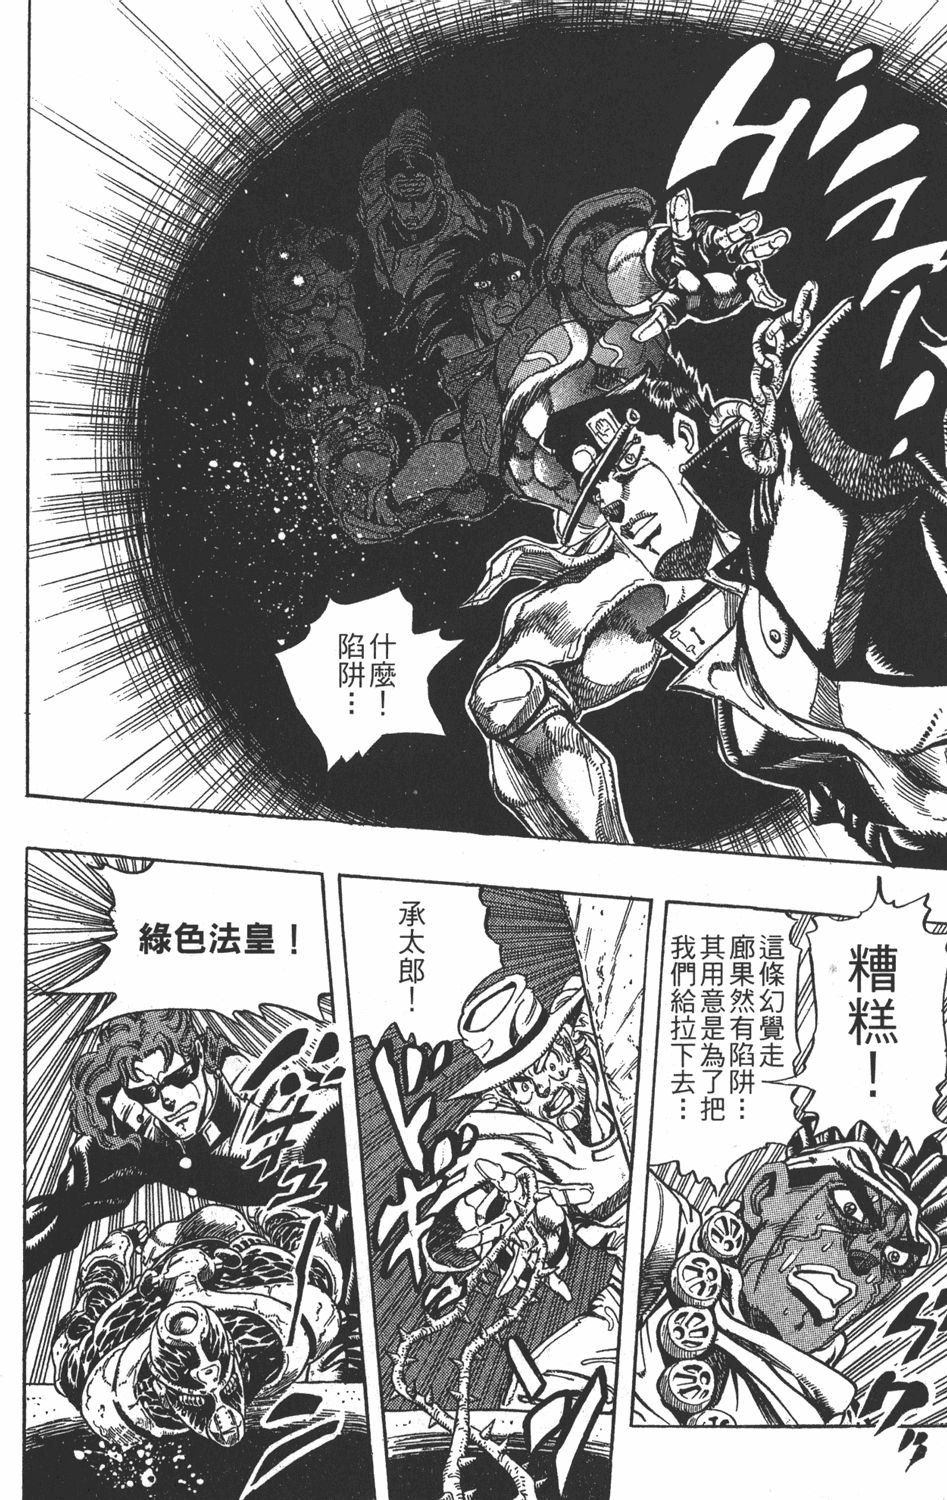 什麼！
陷阱…
糟糕！
這條幻覺走
廊果然有陷阱…
其用意是為了把
我們給拉下去…
承太郎！
綠色法皇！